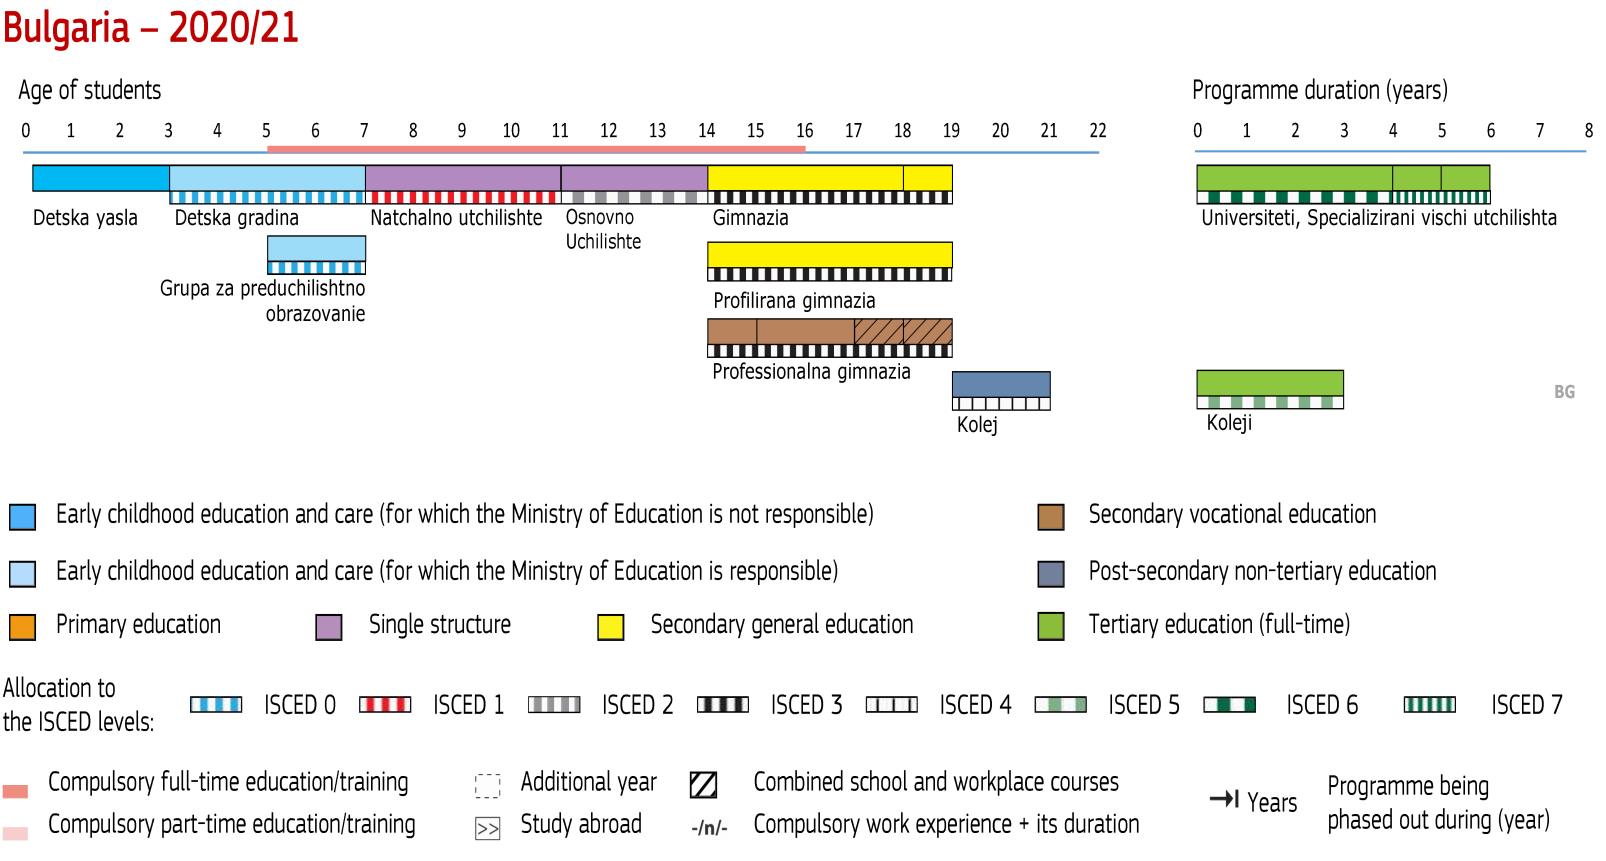 Bulgaria – 2020/21
Age of students
Programme duration (years)
0 1 2 3 4 5 6 7 8 9 10 11 12 13 14 15 16 17 18 19 20 21 22
0 1 2 3 4 5 6 7 8
Detska yasla
Detska gradina
Natchalno utchilishte
Osnovno
Uchilishte
Gimnazia
Universiteti, Specializirani vischi utchilishta
Grupa za preduchilishtno
obrazovanie
Profilirana gimnazia
Professionalna gimnazia
Kolej
Koleji
BG
Early childhood education and care (for which the Ministry of Education is not responsible)
Secondary vocational education
Early childhood education and care (for which the Ministry of Education is responsible)
Post-secondary non-tertiary education
Primary education
Single structure
Secondary general education
Tertiary education (full-time)
Allocation to
the ISCED levels:
ISCED 0
ISCED 1
ISCED 2
ISCED 3
ISCED 4
ISCED 5
ISCED 6
ISCED 7
Compulsory full-time education/training
Additional year
Combined school and workplace courses
Years
Programme being
phased out during (year)
Compulsory part-time education/training
>> Study abroad
-/n/- Compulsory work experience + its duration